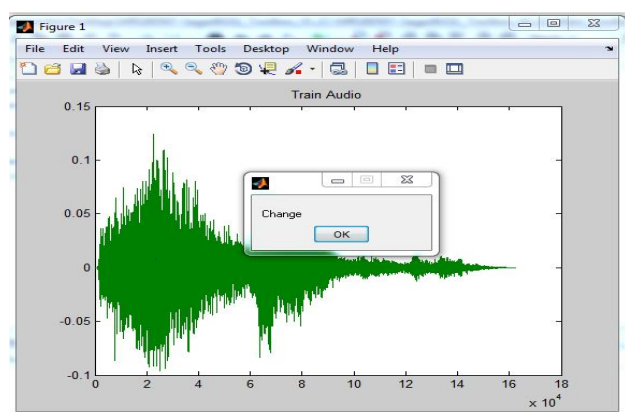 Figure 1
File Edit View Insert Tools Desktop Window Help
Train Audio
0.15
0.1
0.05
0
-0.05
-0.1
Change
OK
0 2 4 6 8 10 12 14 16 18
x 10^4